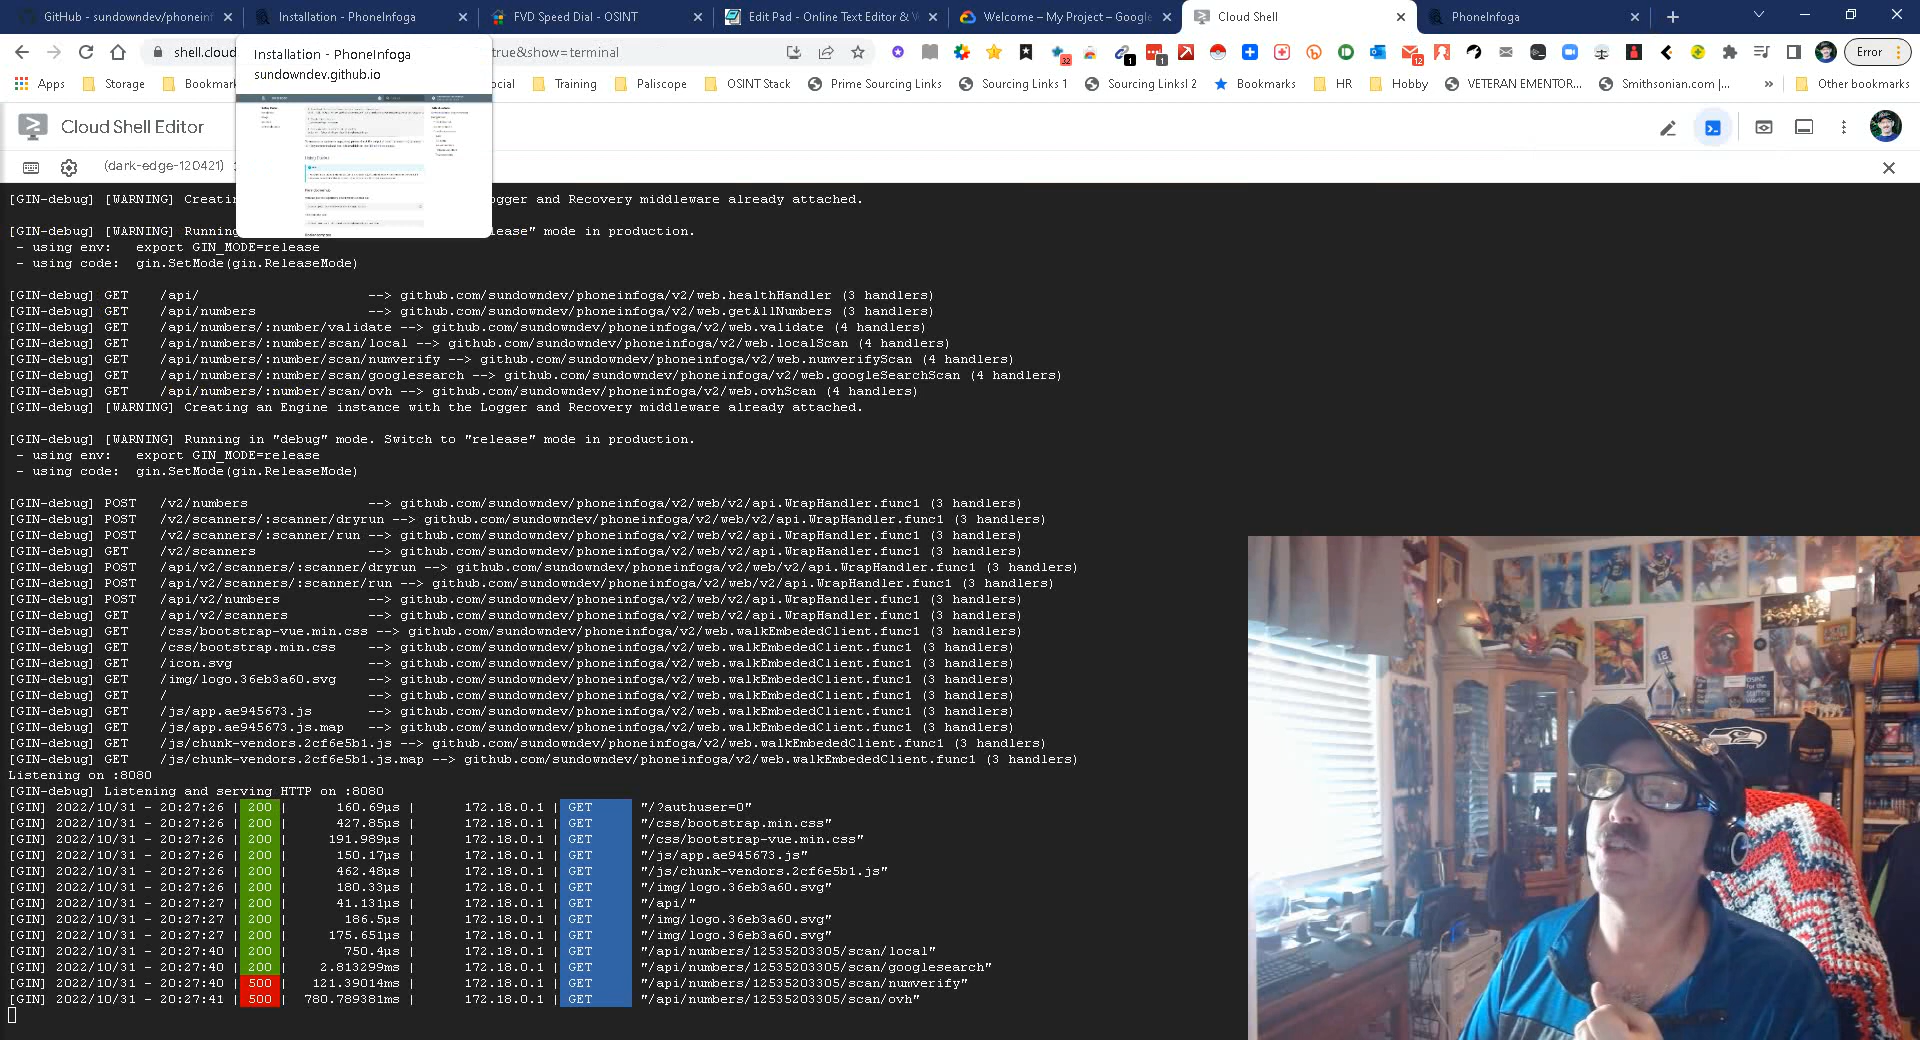 GitHub - sundowndev/phoneinf
Installation - PhoneInfoga
FVD Speed Dial - OSINT
Edit Pad - Online Text Editor &
Welcome – My Project – Google
Cloud Shell
PhoneInfoga
shell.cloud
true&show=terminal
Error
Installation - PhoneInfoga
sundowndev.github.io
Apps
Storage
Bookmark
ocial
Training
Paliscope
OSINT Stack
Prime Sourcing Links
Sourcing Links 1
Sourcing Linksl 2
Bookmarks
HR
Hobby
VETERAN EMENTOR...
Smithsonian.com |...
Other bookmarks
Cloud Shell Editor
(dark-edge-120421)
[GIN-debug] [WARNING] Creatin ogger and Recovery middleware already attached.
[GIN-debug] [WARNING] Runnin elease" mode in production.
- using env: export GIN_MODE=release
- using code: gin.SetMode(gin.ReleaseMode)
[GIN-debug] GET /api/ --> github.com/sundowndev/phoneinfoga/v2/web.healthHandler (3 handlers)
[GIN-debug] GET /api/numbers --> github.com/sundowndev/phoneinfoga/v2/web.getAllNumbers (3 handlers)
[GIN-debug] GET /api/numbers/:number/validate --> github.com/sundowndev/phoneinfoga/v2/web.validate (4 handlers)
[GIN-debug] GET /api/numbers/:number/scan/local --> github.com/sundowndev/phoneinfoga/v2/web.localScan (4 handlers)
[GIN-debug] GET /api/numbers/:number/scan/numverify --> github.com/sundowndev/phoneinfoga/v2/web.numverifyScan (4 handlers)
[GIN-debug] GET /api/numbers/:number/scan/googlesearch --> github.com/sundowndev/phoneinfoga/v2/web.googleSearchScan (4 handlers)
[GIN-debug] GET /api/numbers/:number/scan/ovh --> github.com/sundowndev/phoneinfoga/v2/web.ovhScan (4 handlers)
[GIN-debug] [WARNING] Creating an Engine instance with the Logger and Recovery middleware already attached.
[GIN-debug] [WARNING] Running in "debug" mode. Switch to "release" mode in production.
- using env: export GIN_MODE=release
- using code: gin.SetMode(gin.ReleaseMode)
[GIN-debug] POST /v2/numbers --> github.com/sundowndev/phoneinfoga/v2/web/v2/api.WrapHandler.func1 (3 handlers)
[GIN-debug] POST /v2/scanners/:scanner/dryrun --> github.com/sundowndev/phoneinfoga/v2/web/v2/api.WrapHandler.func1 (3 handlers)
[GIN-debug] POST /v2/scanners/:scanner/run --> github.com/sundowndev/phoneinfoga/v2/web/v2/api.WrapHandler.func1 (3 handlers)
[GIN-debug] GET /v2/scanners --> github.com/sundowndev/phoneinfoga/v2/web/v2/api.WrapHandler.func1 (3 handlers)
[GIN-debug] POST /api/v2/scanners/:scanner/dryrun --> github.com/sundowndev/phoneinfoga/v2/web/v2/api.WrapHandler.func1 (3 handlers)
[GIN-debug] POST /api/v2/scanners/:scanner/run --> github.com/sundowndev/phoneinfoga/v2/web/v2/api.WrapHandler.func1 (3 handlers)
[GIN-debug] POST /api/v2/numbers --> github.com/sundowndev/phoneinfoga/v2/web/v2/api.WrapHandler.func1 (3 handlers)
[GIN-debug] GET /api/v2/scanners --> github.com/sundowndev/phoneinfoga/v2/web/v2/api.WrapHandler.func1 (3 handlers)
[GIN-debug] GET /css/bootstrap-vue.min.css --> github.com/sundowndev/phoneinfoga/v2/web.walkEmbededClient.func1 (3 handlers)
[GIN-debug] GET /css/bootstrap.min.css --> github.com/sundowndev/phoneinfoga/v2/web.walkEmbededClient.func1 (3 handlers)
[GIN-debug] GET /icon.svg --> github.com/sundowndev/phoneinfoga/v2/web.walkEmbededClient.func1 (3 handlers)
[GIN-debug] GET /img/logo.36eb3a60.svg --> github.com/sundowndev/phoneinfoga/v2/web.walkEmbededClient.func1 (3 handlers)
[GIN-debug] GET / --> github.com/sundowndev/phoneinfoga/v2/web.walkEmbededClient.func1 (3 handlers)
[GIN-debug] GET /js/app.ae945673.js --> github.com/sundowndev/phoneinfoga/v2/web.walkEmbededClient.func1 (3 handlers)
[GIN-debug] GET /js/app.ae945673.js.map --> github.com/sundowndev/phoneinfoga/v2/web.walkEmbededClient.func1 (3 handlers)
[GIN-debug] GET /js/chunk-vendors.2cf6e5b1.js --> github.com/sundowndev/phoneinfoga/v2/web.walkEmbededClient.func1 (3 handlers)
[GIN-debug] GET /js/chunk-vendors.2cf6e5b1.js.map --> github.com/sundowndev/phoneinfoga/v2/web.walkEmbededClient.func1 (3 handlers)
Listening on :8080
[GIN-debug] Listening and serving HTTP on :8080
[GIN] 2022/10/31 - 20:27:26 | 200 | 160.69µs | 172.18.0.1 | GET "/?authuser=0"
[GIN] 2022/10/31 - 20:27:26 | 200 | 427.85µs | 172.18.0.1 | GET "/css/bootstrap.min.css"
[GIN] 2022/10/31 - 20:27:26 | 200 | 191.989µs | 172.18.0.1 | GET "/css/bootstrap-vue.min.css"
[GIN] 2022/10/31 - 20:27:26 | 200 | 150.17µs | 172.18.0.1 | GET "/js/app.ae945673.js"
[GIN] 2022/10/31 - 20:27:26 | 200 | 462.48µs | 172.18.0.1 | GET "/js/chunk-vendors.2cf6e5b1.js"
[GIN] 2022/10/31 - 20:27:26 | 200 | 180.33µs | 172.18.0.1 | GET "/img/logo.36eb3a60.svg"
[GIN] 2022/10/31 - 20:27:27 | 200 | 41.131µs | 172.18.0.1 | GET "/api/"
[GIN] 2022/10/31 - 20:27:27 | 200 | 186.5µs | 172.18.0.1 | GET "/img/logo.36eb3a60.svg"
[GIN] 2022/10/31 - 20:27:27 | 200 | 175.651µs | 172.18.0.1 | GET "/img/logo.36eb3a60.svg"
[GIN] 2022/10/31 - 20:27:40 | 200 | 750.4µs | 172.18.0.1 | GET "/api/numbers/12535203305/scan/local"
[GIN] 2022/10/31 - 20:27:40 | 200 | 2.813299ms | 172.18.0.1 | GET "/api/numbers/12535203305/scan/googlesearch"
[GIN] 2022/10/31 - 20:27:40 | 500 | 121.39014ms | 172.18.0.1 | GET "/api/numbers/12535203305/scan/numverify"
[GIN] 2022/10/31 - 20:27:41 | 500 | 780.789381ms | 172.18.0.1 | GET "/api/numbers/12535203305/scan/ovh"